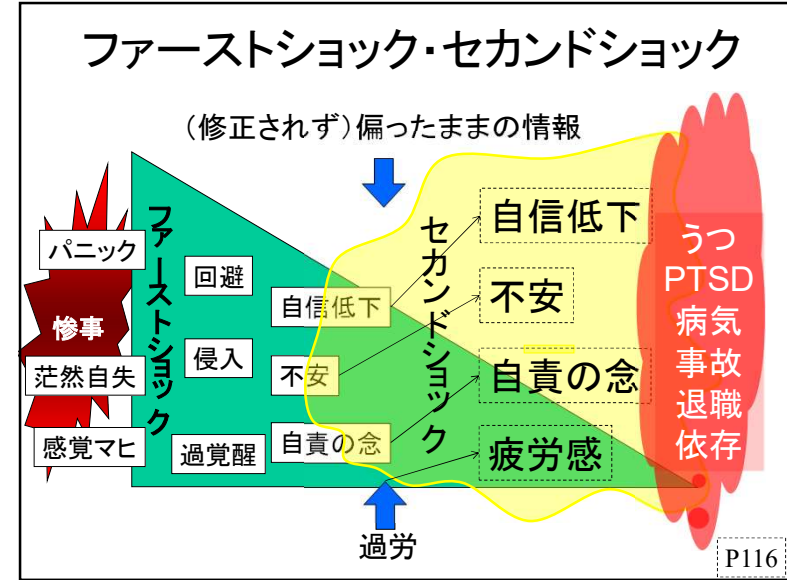 ファーストショック・セカンドショック
（修正されず）偏ったままの情報
惨事
パニック
茫然自失
感覚マヒ
ファーストショック
回避
侵入
過覚醒
自信低下
不安
自責の念
セカンドショック
自信低下
不安
自責の念
疲労感
うつ
PTSD
病気
事故
退職
依存
過労
P116